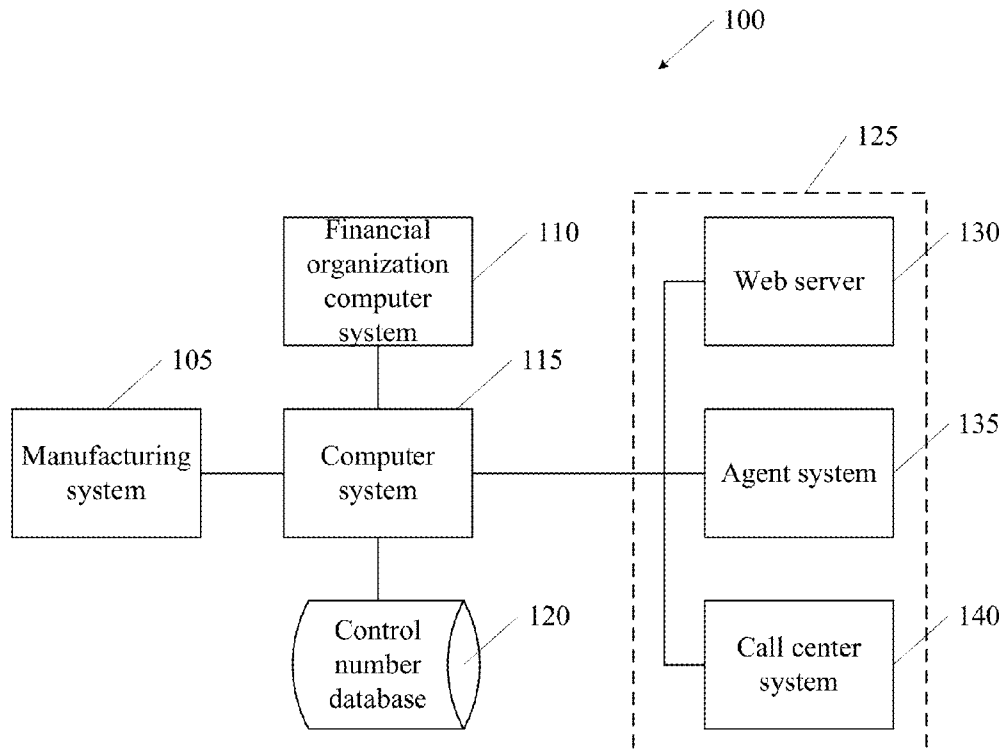 100
125
Financial
organization
computer
system
110
Web server
130
105
Manufacturing
system
115
Computer
system
Agent system
135
Control
number
database
120
Call center
system
140